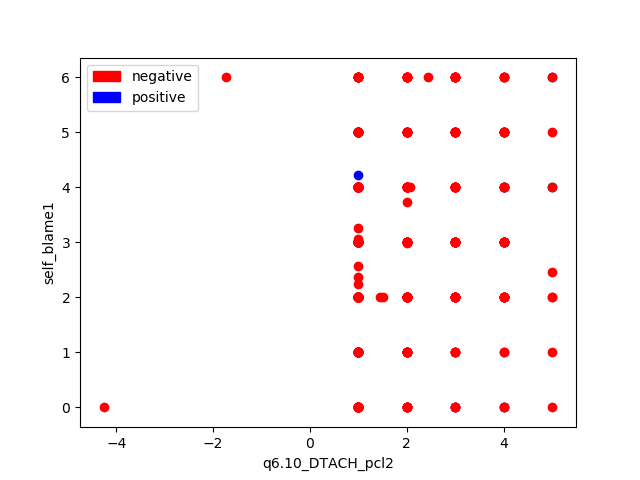 negative
positive
6
5
4
3
2
1
0
self_blame1
−4 −2 0 2 4
q6.10_DTACH_pcl2